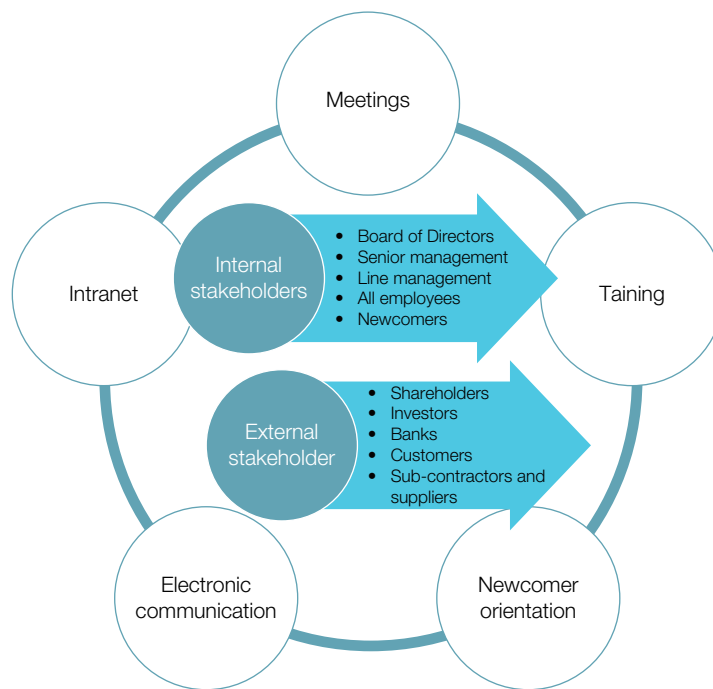 Meetings
Internal
stakeholders
• Board of Directors
• Senior management
• Line management
• All employees
• Newcomers
Intranet
Taining
External
stakeholder
• Shareholders
• Investors
• Banks
• Customers
• Sub-contractors and
suppliers
Electronic
communication
Newcomer
orientation